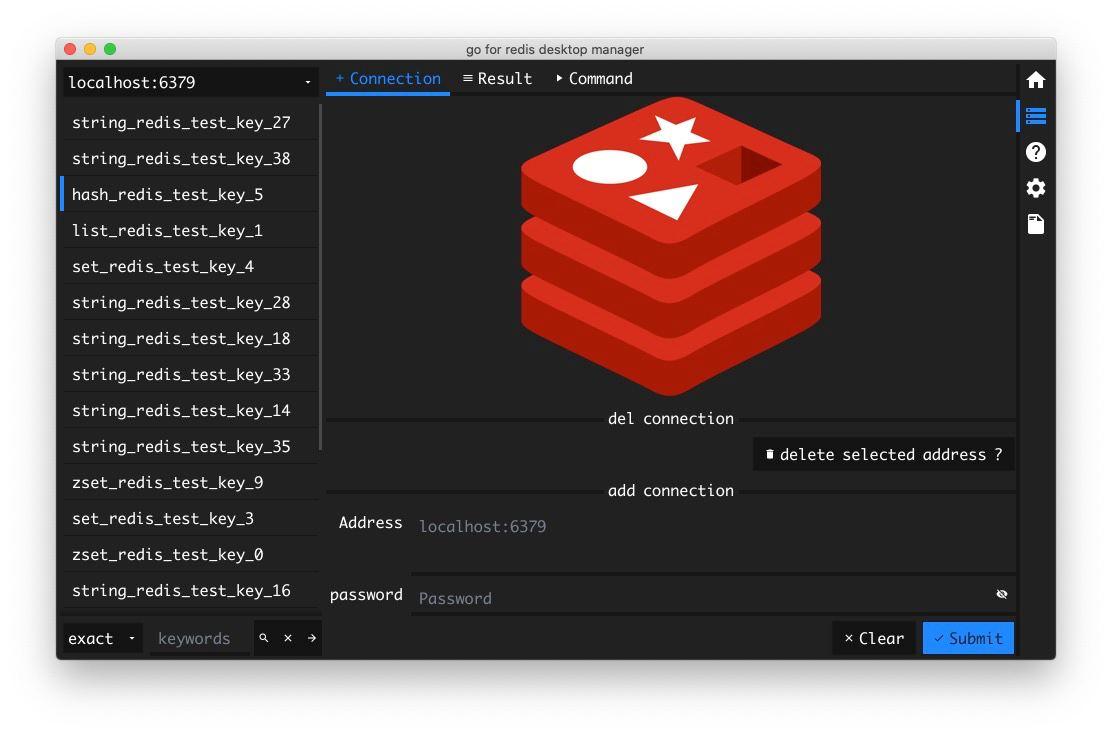 go for redis desktop manager
localhost:6379
string_redis_test_key_27
string_redis_test_key_38
hash_redis_test_key_5
list_redis_test_key_1
set_redis_test_key_4
string_redis_test_key_28
string_redis_test_key_18
string_redis_test_key_33
string_redis_test_key_14
string_redis_test_key_35
zset_redis_test_key_9
set_redis_test_key_3
zset_redis_test_key_0
string_redis_test_key_16
exact
keywords
+ Connection
Result
Command
del connection
delete selected address ?
add connection
Address
localhost:6379
password
Password
Clear
Submit